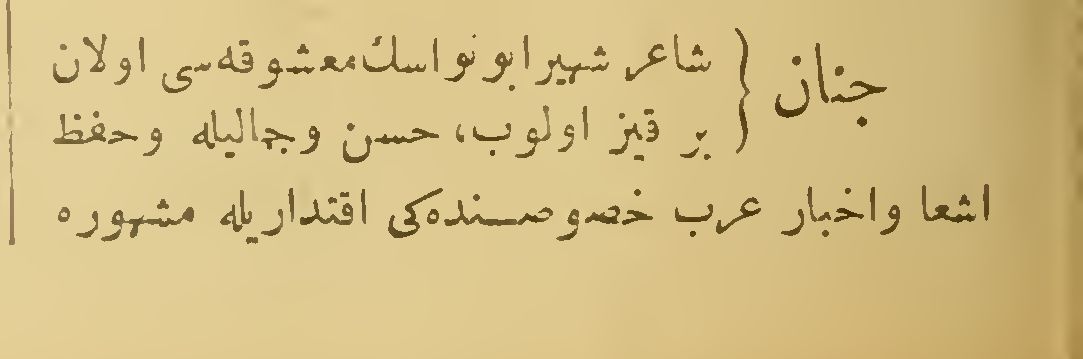 جنان { شاعر شهیر ابو نواسك معشوقه‌سی اولان
بر قیز اولوب، حسن وجمالیله وحفظ
اشعا واخبار عرب خصوصنده‌کی اقتداریله مشهوره